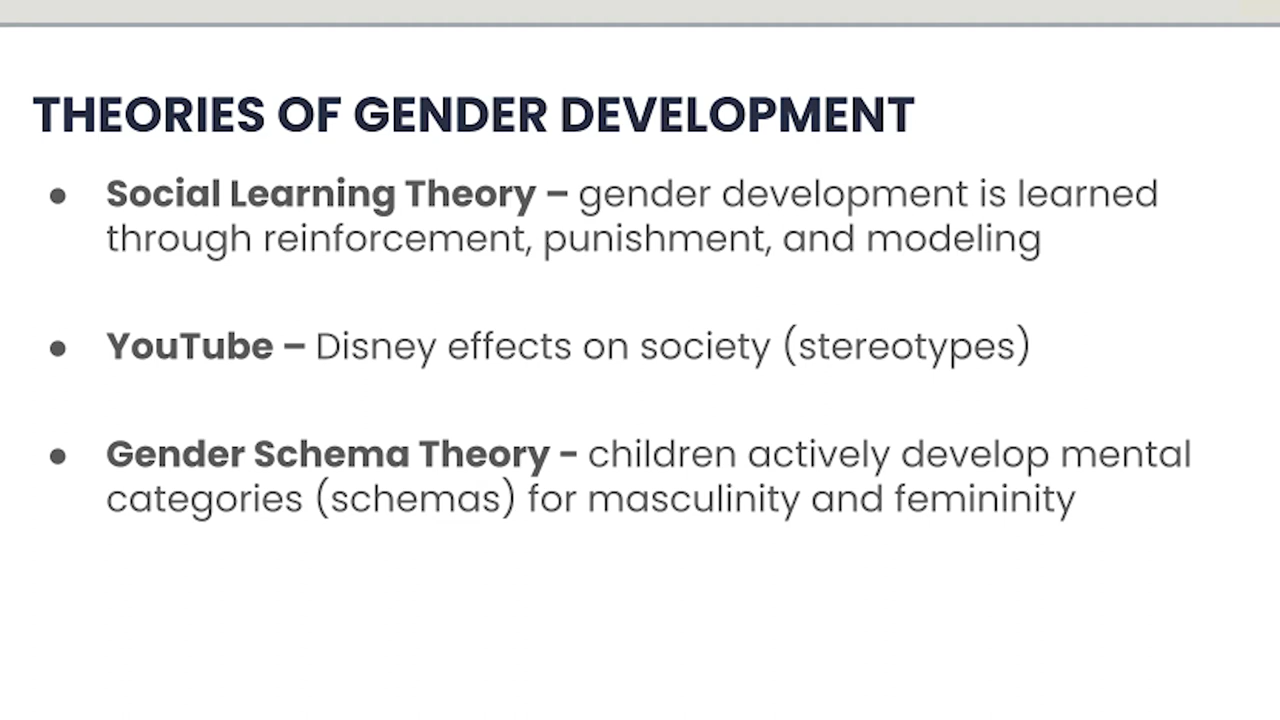 THEORIES OF GENDER DEVELOPMENT
● Social Learning Theory – gender development is learned
through reinforcement, punishment, and modeling
● YouTube – Disney effects on society (stereotypes)
● Gender Schema Theory - children actively develop mental
categories (schemas) for masculinity and femininity